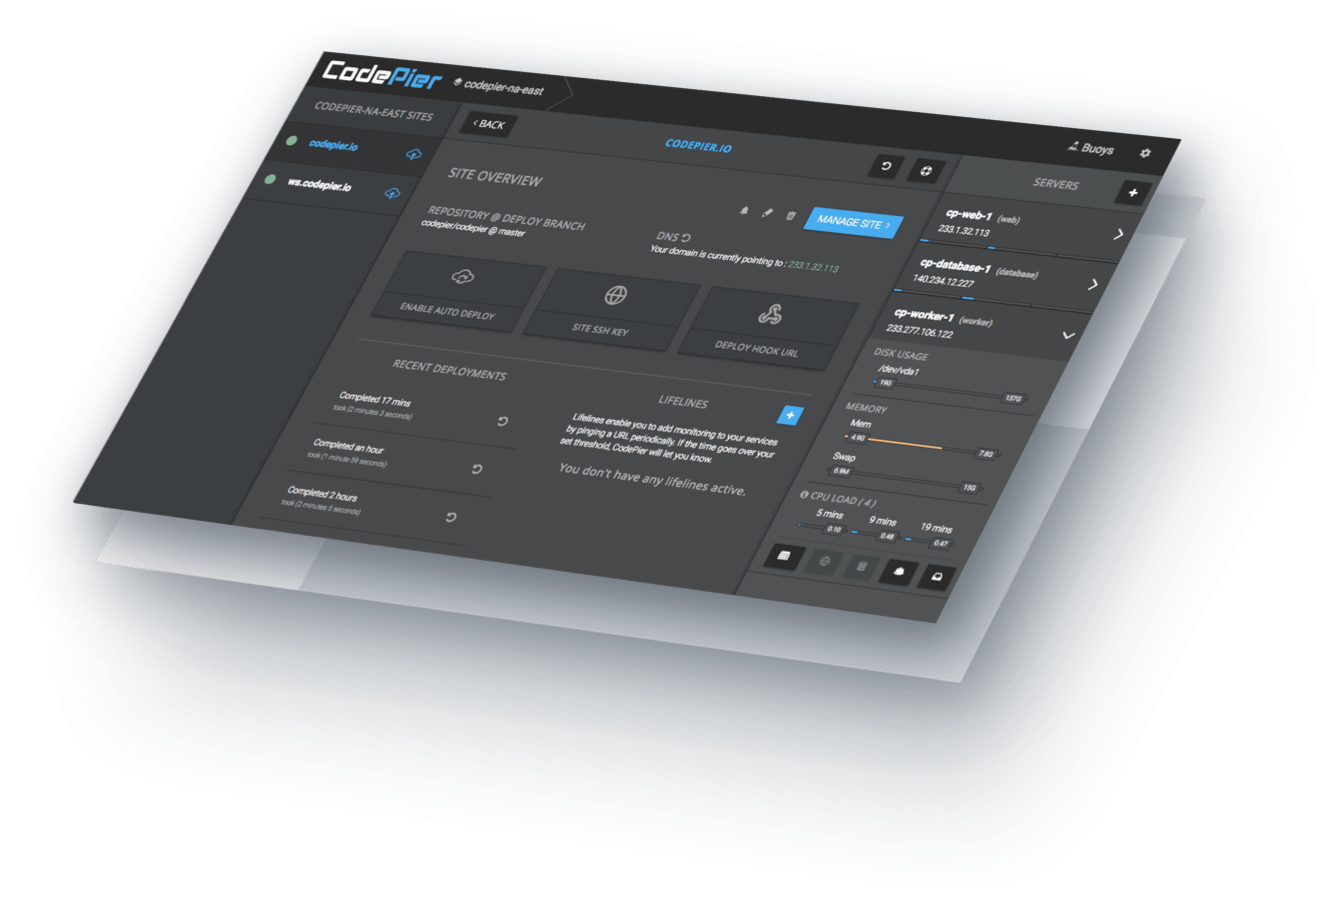 CodePier
codepier-na-east
Buoys
CODEPIER-NA-EAST SITES
codepier.io
ws.codepier.io
‹ BACK
CODEPIER.IO
SITE OVERVIEW
MANAGE SITE ›
REPOSITORY @ DEPLOY BRANCH
codepier/codepier @ master
DNS
Your domain is currently pointing to : 233.1.32.113
ENABLE AUTO DEPLOY
SITE SSH KEY
DEPLOY HOOK URL
RECENT DEPLOYMENTS
Completed 17 mins
took (2 minutes 3 seconds)
Completed an hour
took (1 minute 59 seconds)
Completed 2 hours
took (2 minutes 5 seconds)
LIFELINES
+
Lifelines enable you to add monitoring to your services
by pinging a URL periodically. If the time goes over your
set threshold, CodePier will let you know.
You don't have any lifelines active.
SERVERS
+
cp-web-1 (web)
233.1.32.113
cp-database-1 (database)
140.234.12.227
cp-worker-1 (worker)
233.277.106.122
DISK USAGE
/dev/vda1
19G 157G
MEMORY
Mem
4.9G 7.8G
Swap
6.9M 15G
CPU LOAD ( 4 )
5 mins 9 mins 19 mins
0.10 0.48 0.47